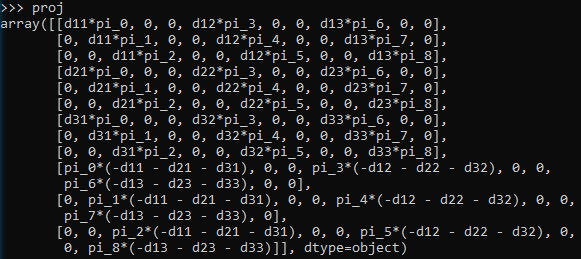 >>> proj
array([[d11*pi_0, 0, 0, d12*pi_3, 0, 0, d13*pi_6, 0, 0],
[0, d11*pi_1, 0, 0, d12*pi_4, 0, 0, d13*pi_7, 0],
[0, 0, d11*pi_2, 0, 0, d12*pi_5, 0, 0, d13*pi_8],
[d21*pi_0, 0, 0, d22*pi_3, 0, 0, d23*pi_6, 0, 0],
[0, d21*pi_1, 0, 0, d22*pi_4, 0, 0, d23*pi_7, 0],
[0, 0, d21*pi_2, 0, 0, d22*pi_5, 0, 0, d23*pi_8],
[d31*pi_0, 0, 0, d32*pi_3, 0, 0, d33*pi_6, 0, 0],
[0, d31*pi_1, 0, 0, d32*pi_4, 0, 0, d33*pi_7, 0],
[0, 0, d31*pi_2, 0, 0, d32*pi_5, 0, 0, d33*pi_8],
[pi_0*(-d11 - d21 - d31), 0, 0, pi_3*(-d12 - d22 - d32), 0, 0,
pi_6*(-d13 - d23 - d33), 0, 0],
[0, pi_1*(-d11 - d21 - d31), 0, 0, pi_4*(-d12 - d22 - d32), 0, 0,
pi_7*(-d13 - d23 - d33), 0],
[0, 0, pi_2*(-d11 - d21 - d31), 0, 0, pi_5*(-d12 - d22 - d32), 0,
0, pi_8*(-d13 - d23 - d33)]], dtype=object)